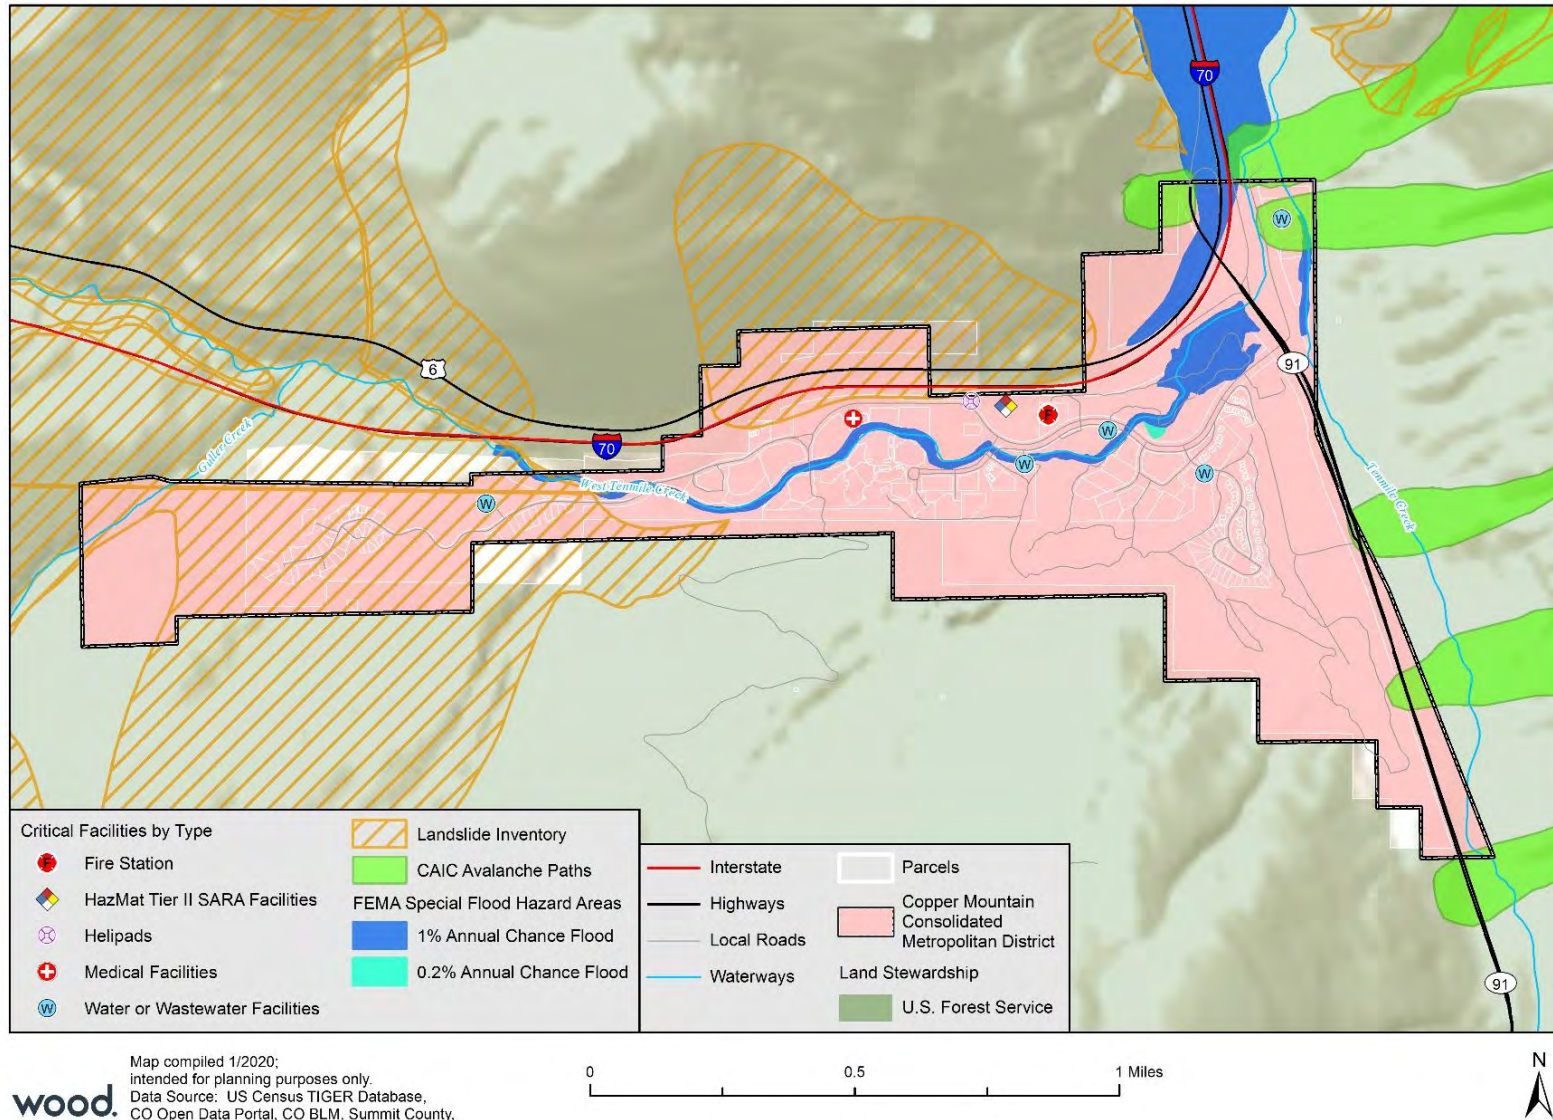 70
6
70
91
91
Guller Creek
West Tenmile Creek
Tenmile Creek
W
W
W
W
W
F
Critical Facilities by Type
F Fire Station
HazMat Tier II SARA Facilities
Helipads
Medical Facilities
W Water or Wastewater Facilities
Landslide Inventory
CAIC Avalanche Paths
FEMA Special Flood Hazard Areas
1% Annual Chance Flood
0.2% Annual Chance Flood
Interstate
Highways
Local Roads
Waterways
Parcels
Copper Mountain
Consolidated
Metropolitan District
Land Stewardship
U.S. Forest Service
wood.
Map compiled 1/2020;
intended for planning purposes only.
Data Source: US Census TIGER Database,
CO Open Data Portal, CO BLM, Summit County,
0 0.5 1 Miles
N